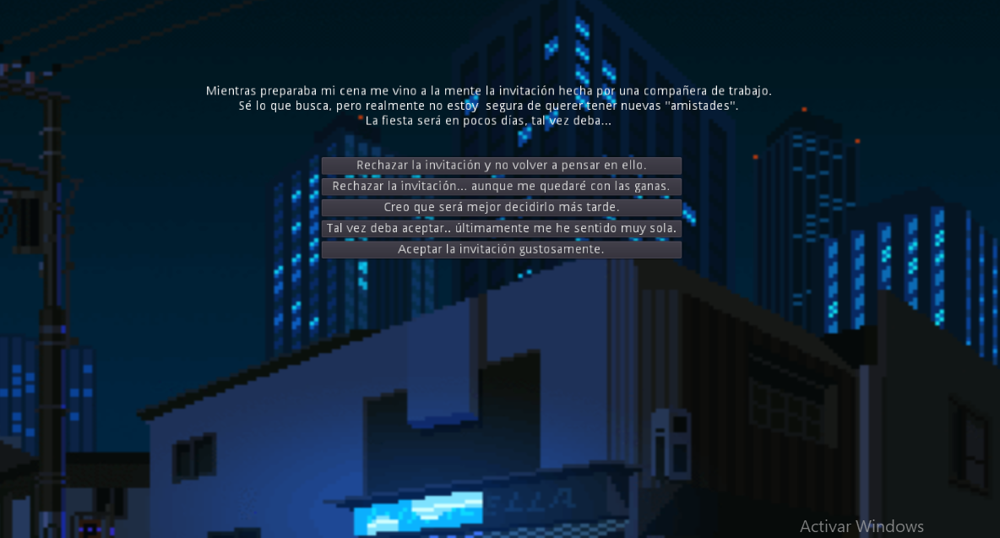 Mientras preparaba mi cena me vino a la mente la invitación hecha por una compañera de trabajo.
Sé lo que busca, pero realmente no estoy  segura de querer tener nuevas "amistades".
La fiesta será en pocos días, tal vez deba...
Rechazar la invitación y no volver a pensar en ello.
Rechazar la invitación... aunque me quedaré con las ganas.
Creo que será mejor decidirlo más tarde.
Tal vez deba aceptar.. últimamente me he sentido muy sola.
Aceptar la invitación gustosamente.
Activar Windows